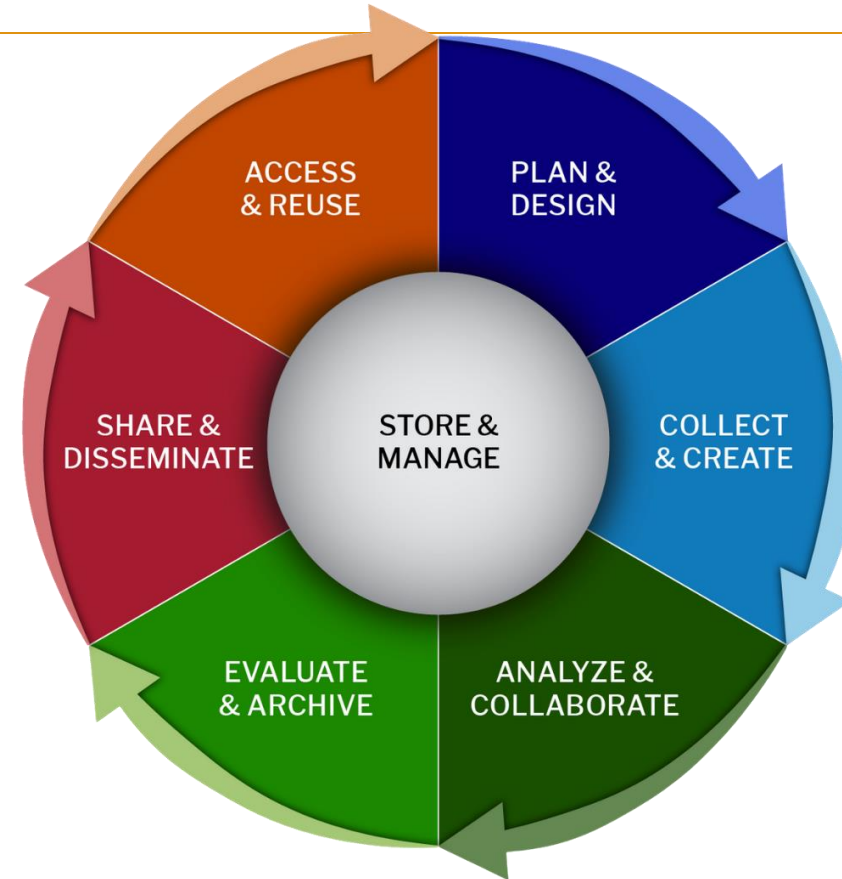 ACCESS
& REUSE
PLAN &
DESIGN
SHARE &
DISSEMINATE
STORE &
MANAGE
COLLECT
& CREATE
EVALUATE
& ARCHIVE
ANALYZE &
COLLABORATE